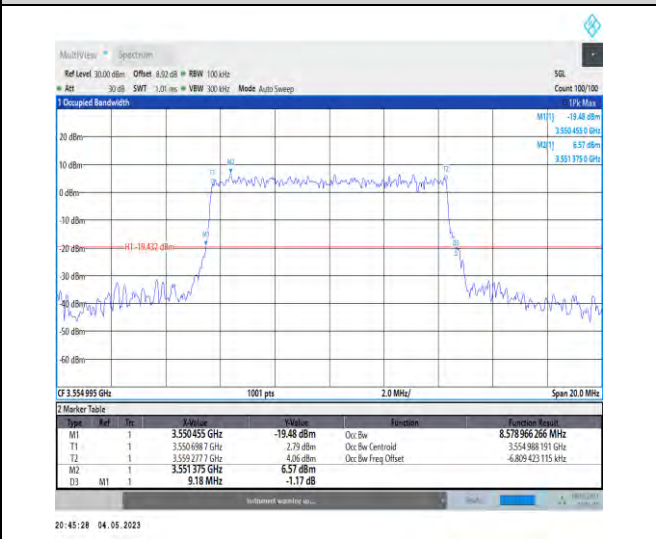 MultiView Spectrum
Ref Level 30.00 dBm Offset 8.92 dB RBW 100 kHz SGL
Att 30 dB SWT 1.01 ms VBW 300 kHz Mode Auto Sweep Count 100/100
1 Occupied Bandwidth 1Pk Max
M1[1] -19.48 dBm
3.550 455 0 GHz
M2[1] 6.57 dBm
3.551 375 0 GHz
20 dBm
10 dBm
0 dBm
-10 dBm
-20 dBm
-30 dBm
-40 dBm
-50 dBm
-60 dBm
H1 -19.432 dBm
T1
M2
T2
M1
D3
CF 3.554 995 GHz 1001 pts 2.0 MHz/ Span 20.0 MHz
2 Marker Table
Type Ref Trc X-Value Y-Value Function Function Result
M1 1 3.550 455 GHz -19.48 dBm Occ Bw 8.578 966 266 MHz
T1 1 3.550 698 7 GHz 2.79 dBm Occ Bw Centroid 3.554 988 191 GHz
T2 1 3.559 277 7 GHz 4.06 dBm Occ Bw Freq Offset -6.809 423 115 kHz
M2 1 3.551 375 GHz 6.57 dBm
D3 M1 1 9.18 MHz -1.17 dB
Instrument warming up...
20:45:28 04.05.2023